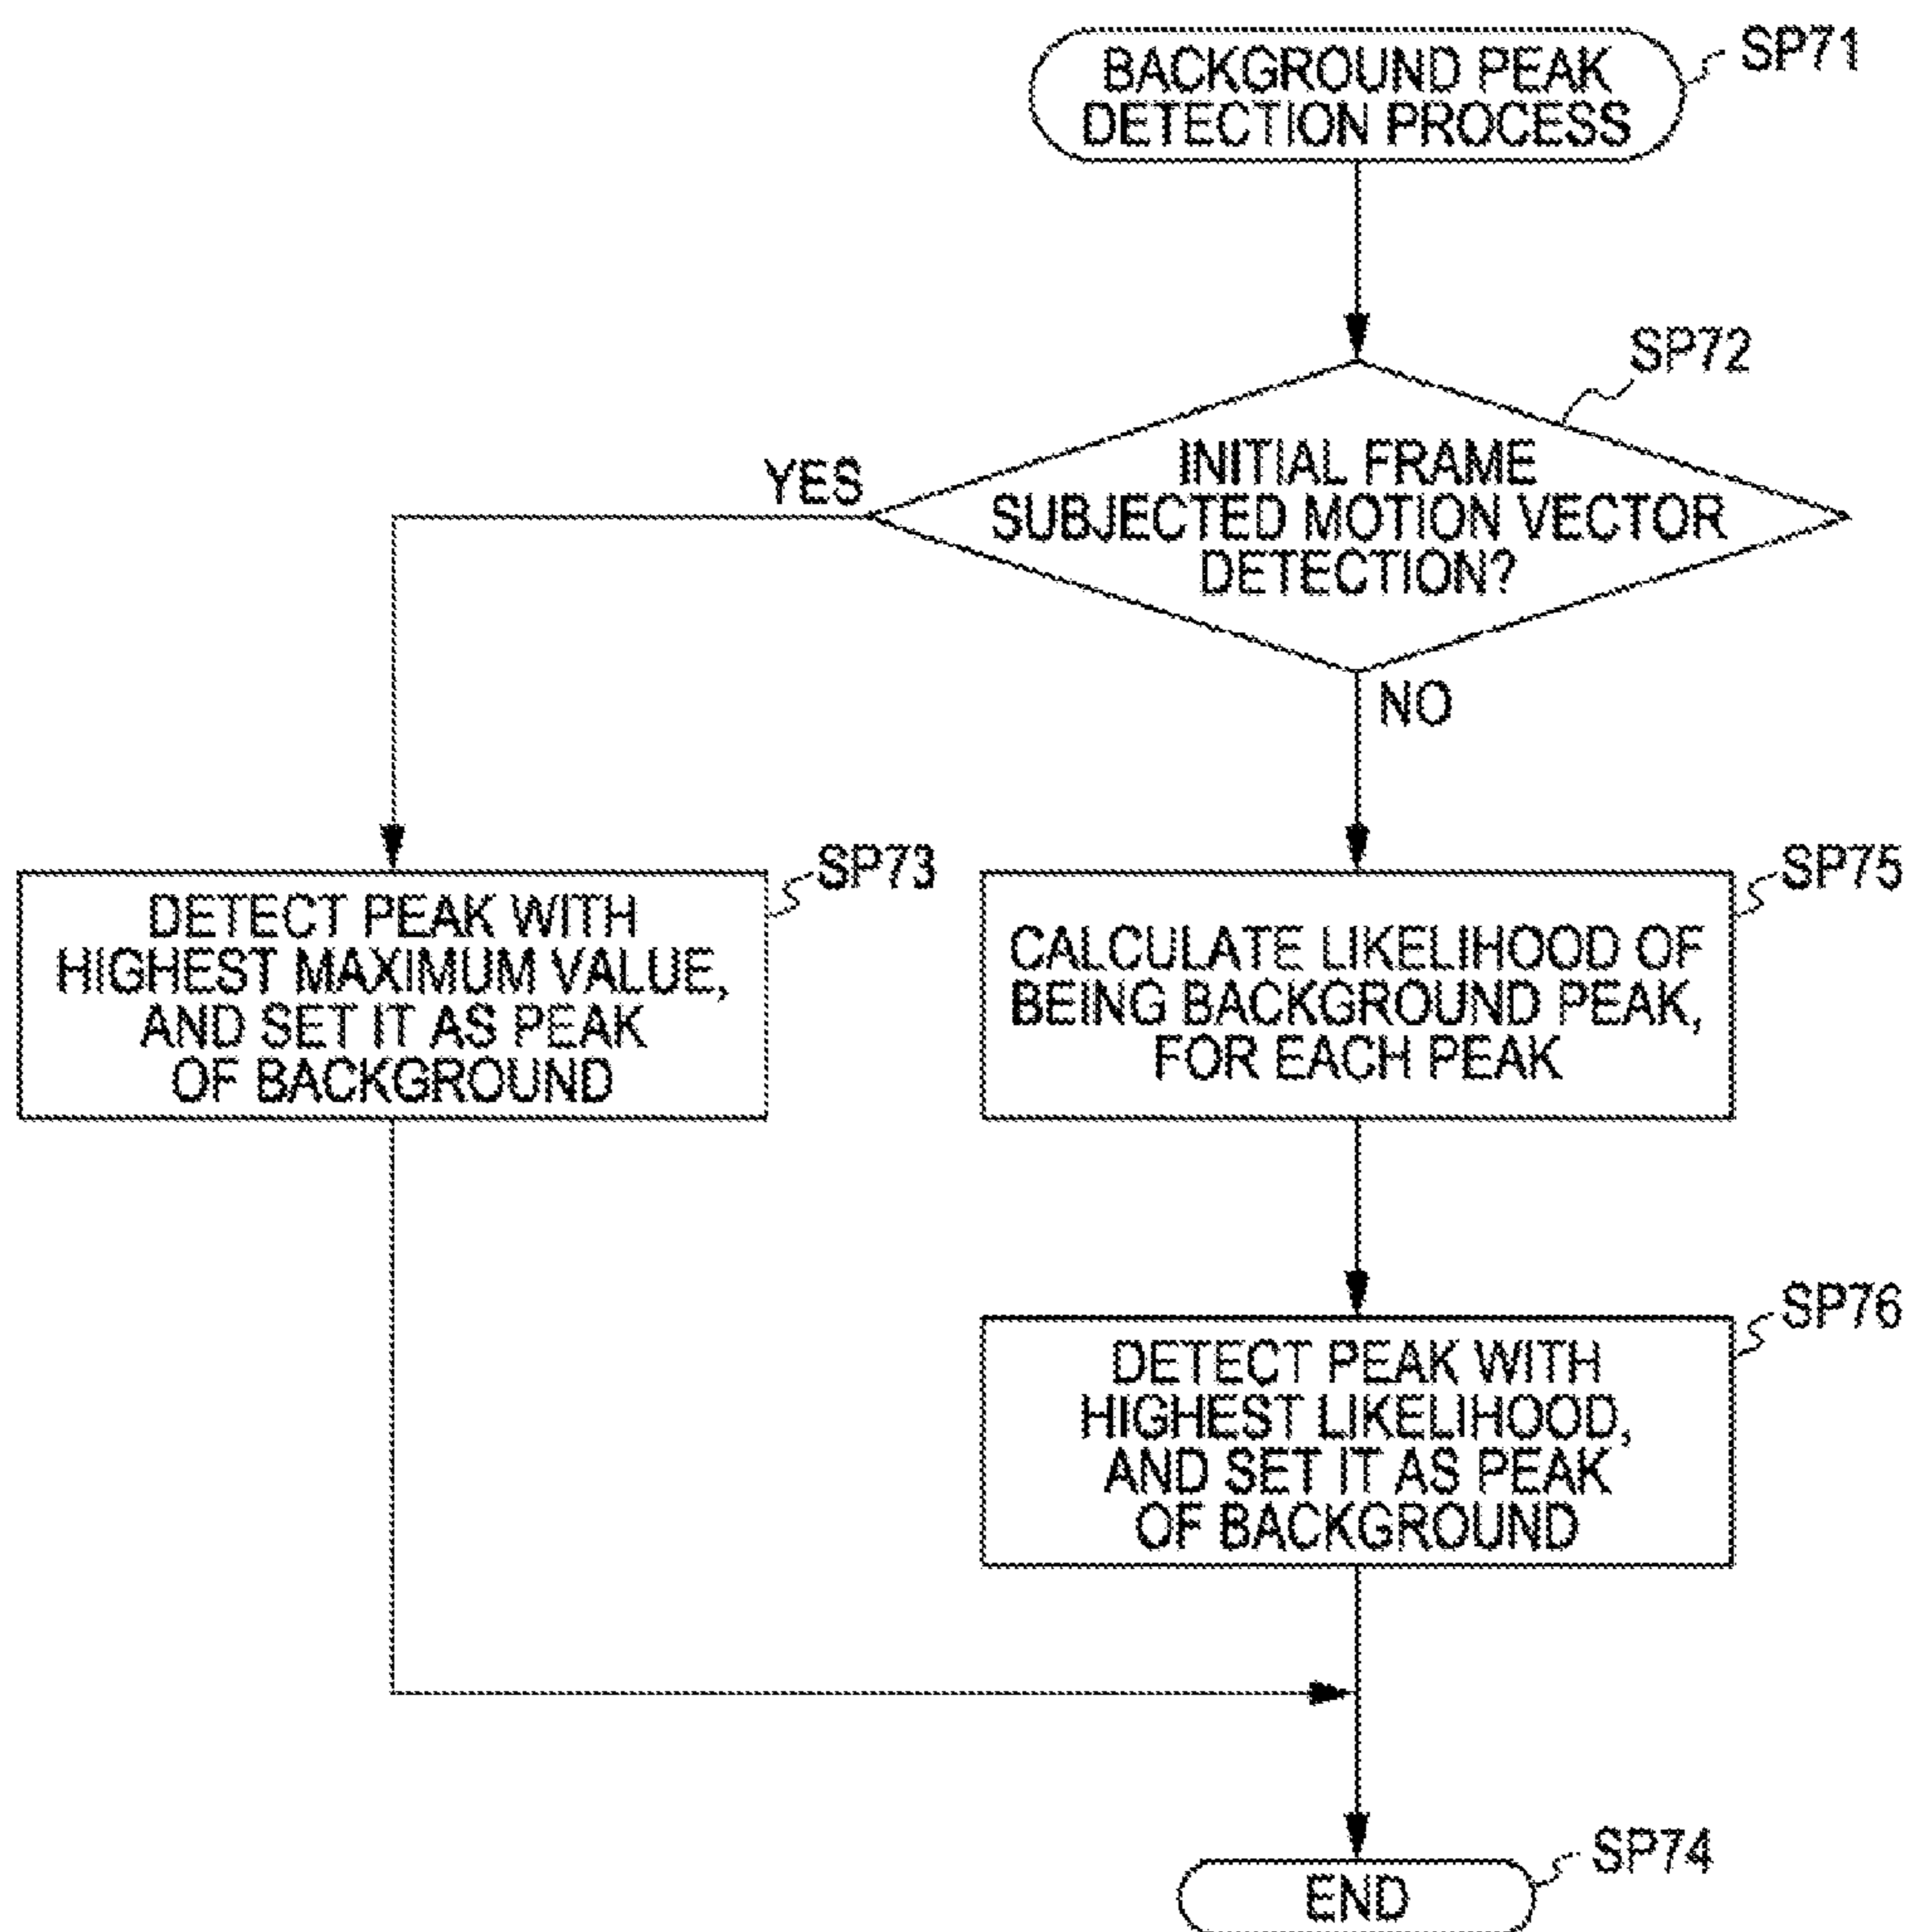 BACKGROUND PEAK
DETECTION PROCESS
SP71
SP72
INITIAL FRAME
SUBJECTED MOTION VECTOR
DETECTION?
YES
NO
SP73
DETECT PEAK WITH
HIGHEST MAXIMUM VALUE,
AND SET IT AS PEAK
OF BACKGROUND
SP75
CALCULATE LIKELIHOOD OF
BEING BACKGROUND PEAK,
FOR EACH PEAK
SP76
DETECT PEAK WITH
HIGHEST LIKELIHOOD,
AND SET IT AS PEAK
OF BACKGROUND
SP74
END